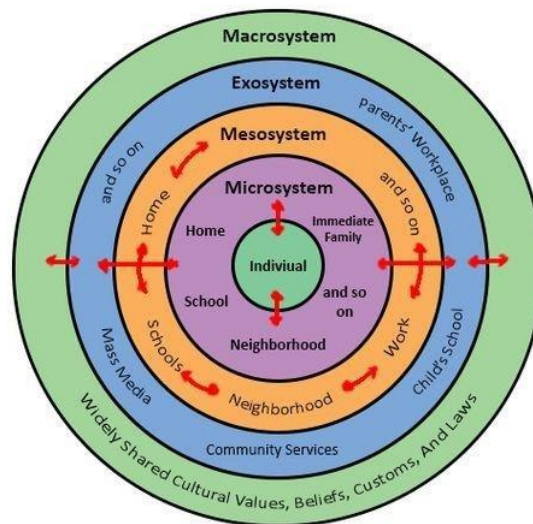 Macrosystem
Exosystem
and so on
Parents' Workplace
Mesosystem
Home
and so on
Microsystem
Home
Immediate
Family
Indiviual
School
and so
on
Neighborhood
Schools
Work
Neighborhood
Mass Media
Child's School
Community Services
Widely Shared Cultural Values, Beliefs, Customs, And Laws